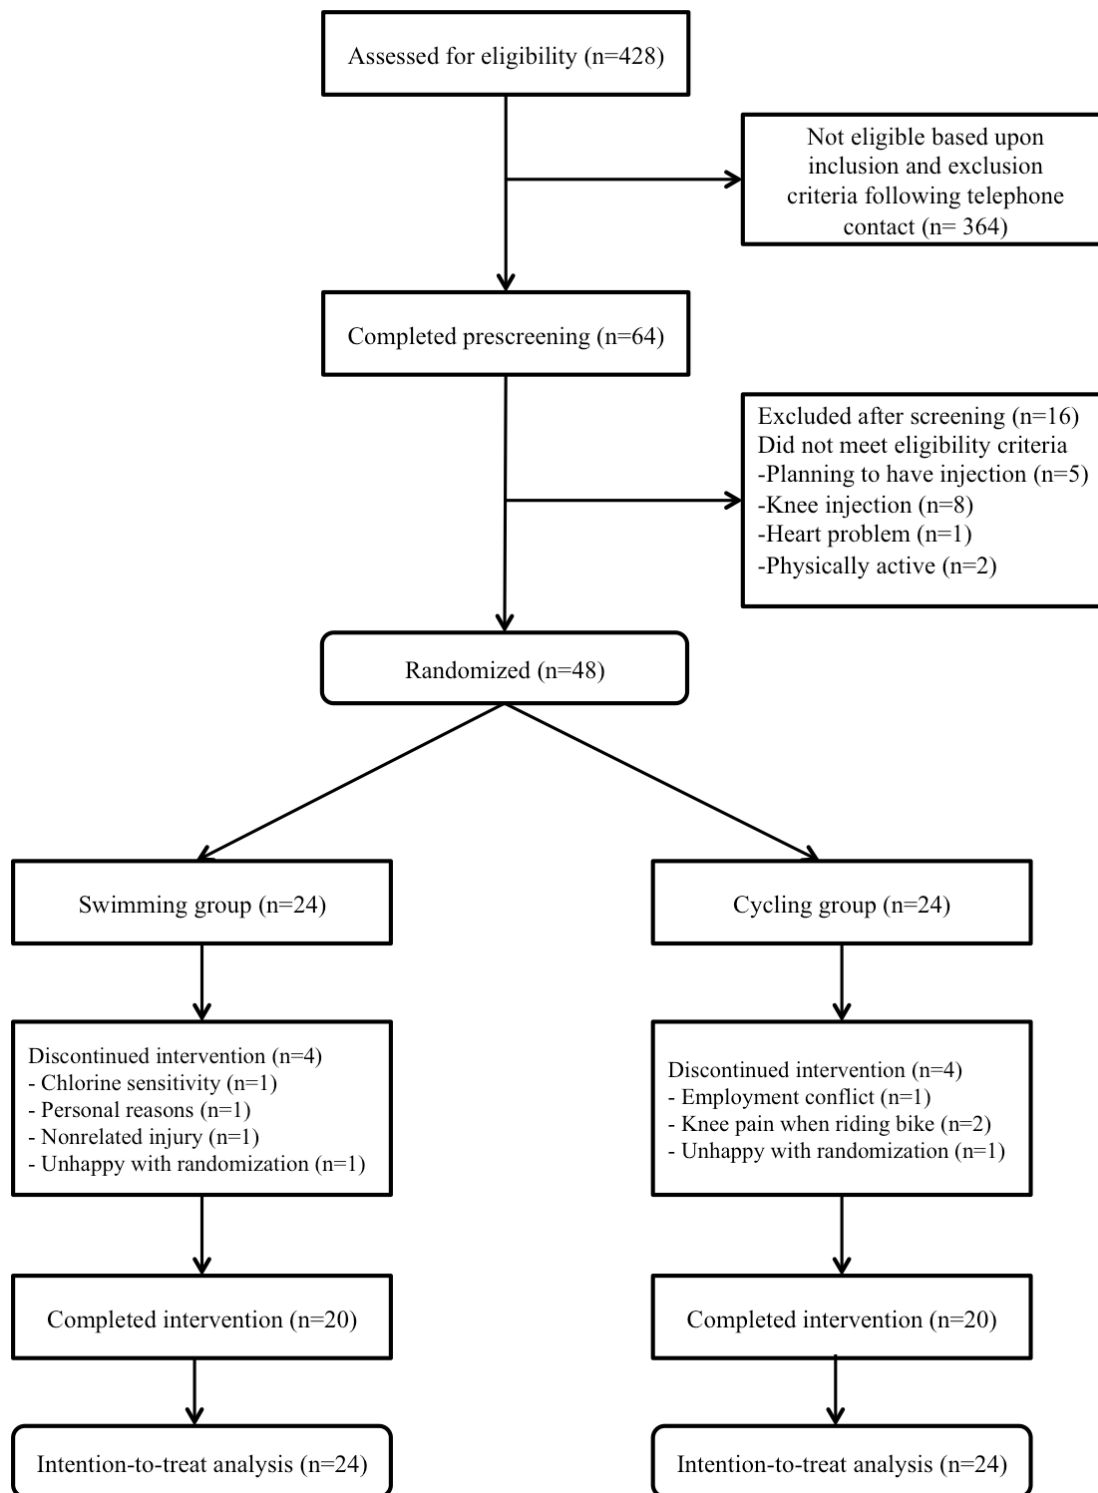 Assessed for eligibility (n=428)
Not eligible based upon
inclusion and exclusion
criteria following telephone
contact (n= 364)
Completed prescreening (n=64)
Excluded after screening (n=16)
Did not meet eligibility criteria
-Planning to have injection (n=5)
-Knee injection (n=8)
-Heart problem (n=1)
-Physically active (n=2)
Randomized (n=48)
Swimming group (n=24)
Cycling group (n=24)
Discontinued intervention (n=4)
- Chlorine sensitivity (n=1)
- Personal reasons (n=1)
- Nonrelated injury (n=1)
- Unhappy with randomization (n=1)
Discontinued intervention (n=4)
- Employment conflict (n=1)
- Knee pain when riding bike (n=2)
- Unhappy with randomization (n=1)
Completed intervention (n=20)
Completed intervention (n=20)
Intention-to-treat analysis (n=24)
Intention-to-treat analysis (n=24)